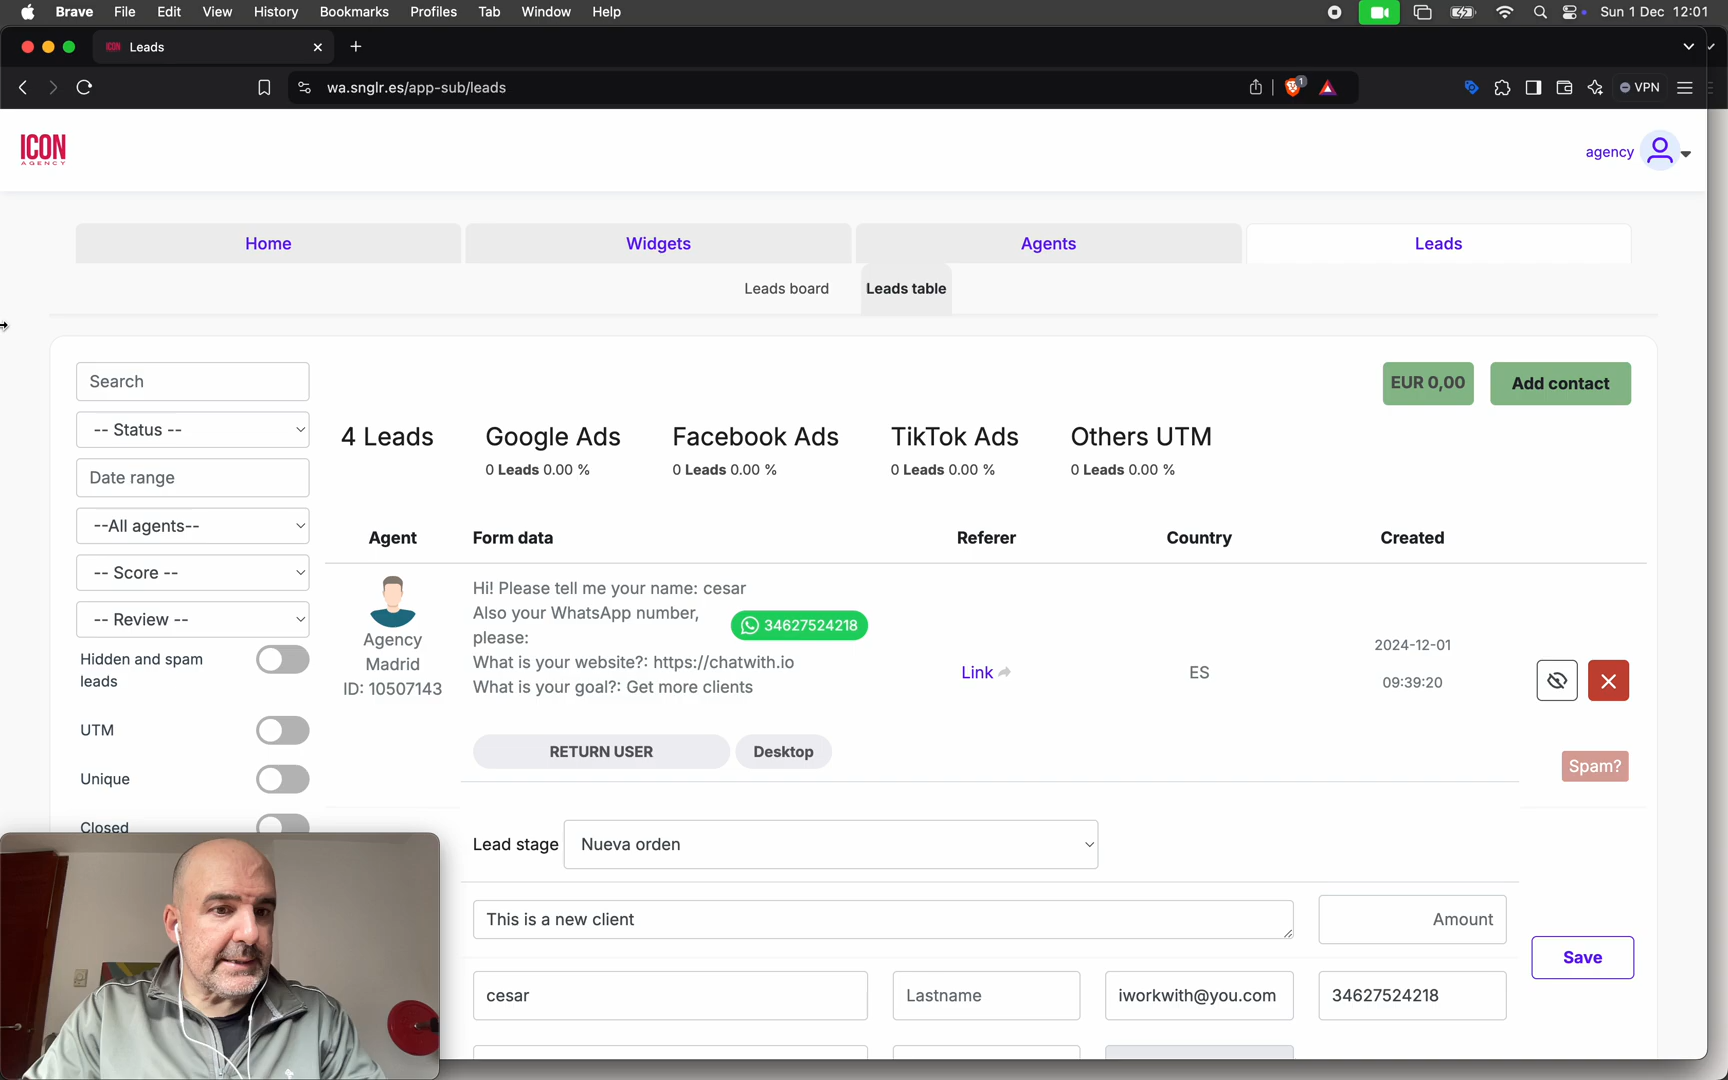 Brave File Edit View History Bookmarks Profiles Tab Window Help Sun 1 Dec 12:01
ICON Leads
wa.snglr.es/app-sub/leads 1 VPN
ICON
AGENCY
agency
Home Widgets Agents Leads
Leads board Leads table
Search
EUR 0,00 Add contact
-- Status --
4 Leads Google Ads Facebook Ads TikTok Ads Others UTM
0 Leads 0.00 % 0 Leads 0.00 % 0 Leads 0.00 % 0 Leads 0.00 %
Date range
--All agents--
Agent Form data Referer Country Created
-- Score --
Hi! Please tell me your name: cesar
-- Review --
Also your WhatsApp number,
please:
34627524218
Agency
Madrid
ID: 10507143
What is your website?: https://chatwith.io
What is your goal?: Get more clients
Link
ES
2024-12-01
09:39:20
Hidden and spam
leads
UTM
RETURN USER Desktop
Spam?
Unique
Closed
Lead stage Nueva orden
This is a new client Amount
Save
cesar Lastname iworkwith@you.com 34627524218